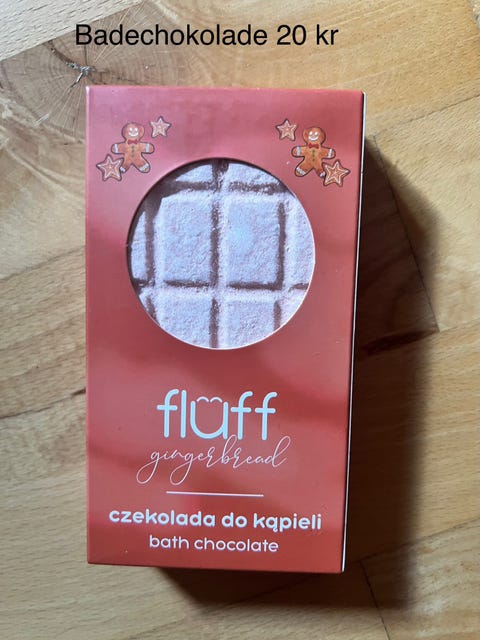 Badechokolade 20 kr
fluff
gingerbread
czekolada do kąpieli
bath chocolate